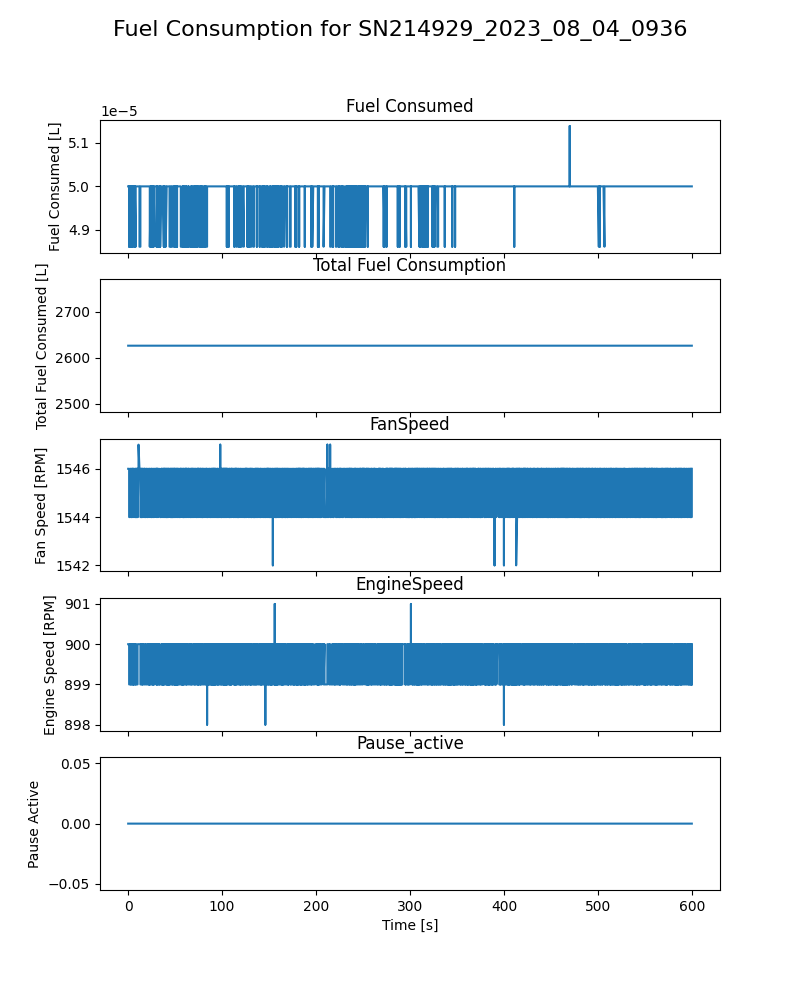 Fuel Consumption for SN214929_2023_08_04_0936
1e−5
Fuel Consumed
Fuel Consumed [L]
5.1
5.0
4.9
Total Fuel Consumption
Total Fuel Consumed [L]
2700
2600
2500
FanSpeed
Fan Speed [RPM]
1546
1544
1542
EngineSpeed
Engine Speed [RPM]
901
900
899
898
Pause_active
Pause Active
0.05
0.00
−0.05
0 100 200 300 400 500 600
Time [s]